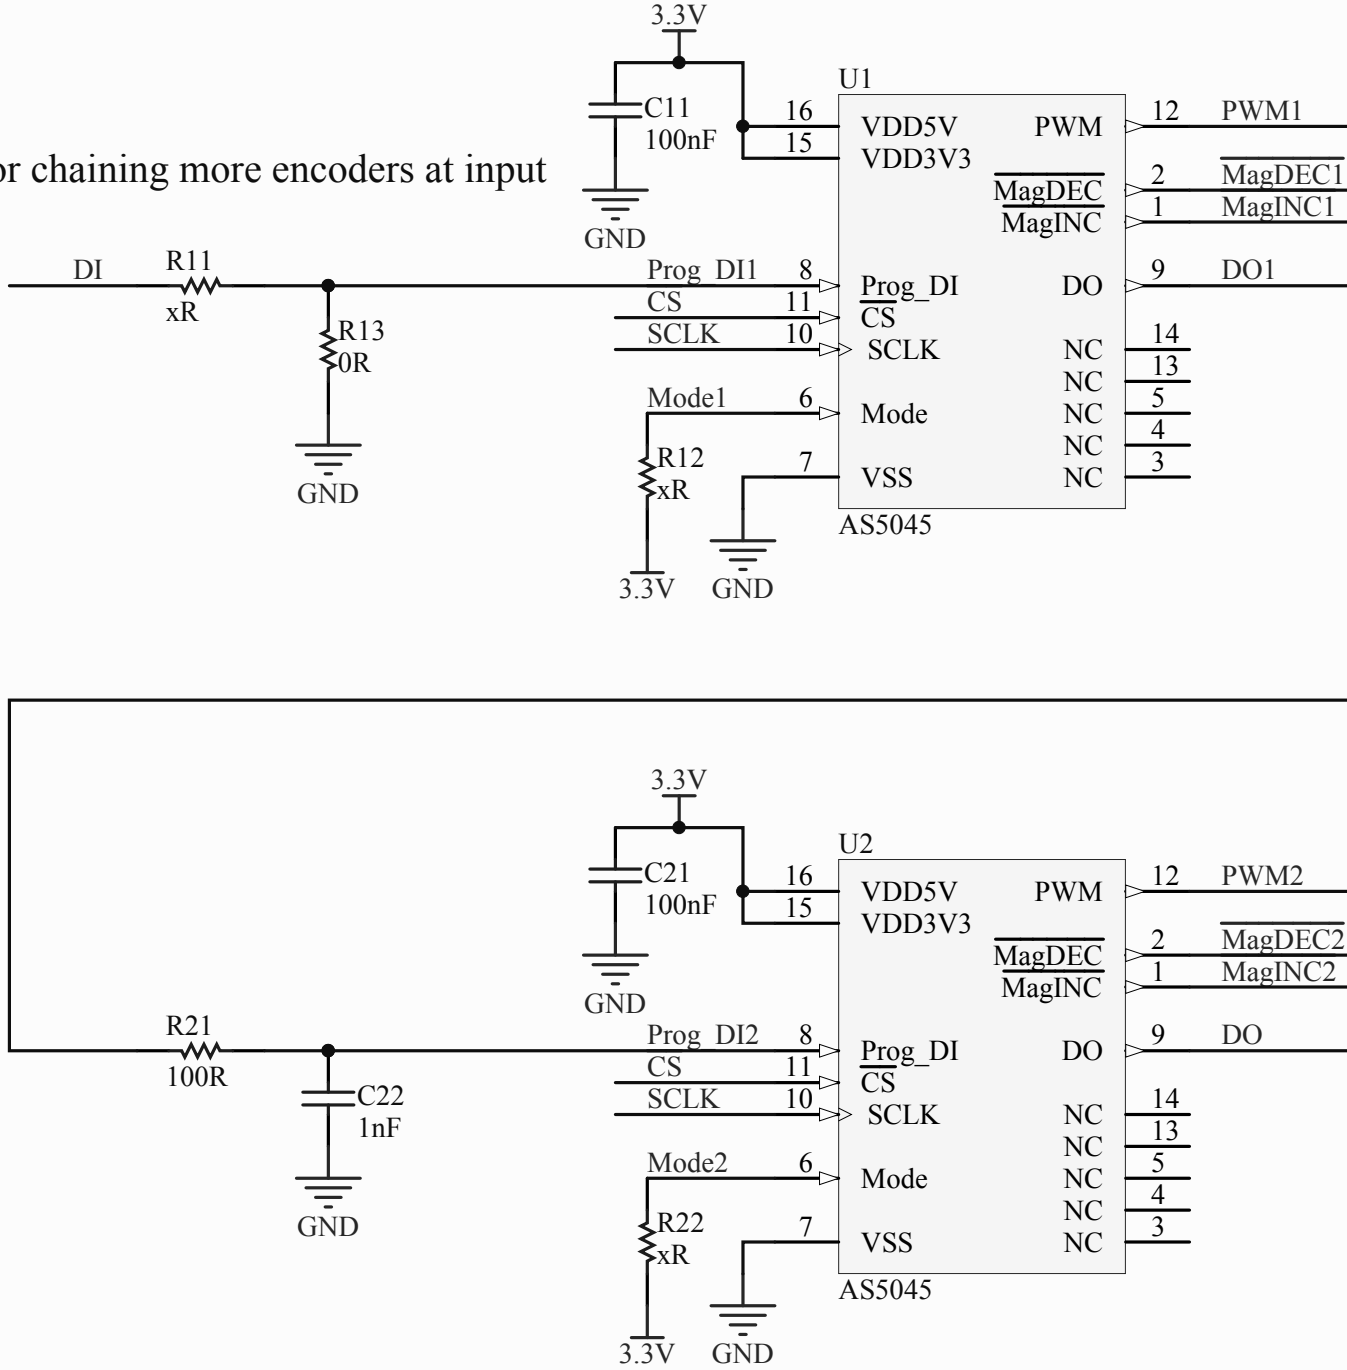 3.3V
U1
C11
100nF
16
VDD5V
PWM
12
PWM1
15
VDD3V3
or chaining more encoders at input
MagDEC
2
MagDEC1
MagINC
1
MagINC1
GND
DI
R11
xR
Prog_DI1
8
Prog_DI
DO
9
DO1
CS
11
CS
SCLK
10
SCLK
NC
14
R13
0R
NC
13
Mode1
6
Mode
NC
5
NC
4
R12
xR
7
VSS
NC
3
GND
AS5045
3.3V
GND
3.3V
U2
C21
100nF
16
VDD5V
PWM
12
PWM2
15
VDD3V3
MagDEC
2
MagDEC2
MagINC
1
MagINC2
GND
R21
100R
Prog_DI2
8
Prog_DI
DO
9
DO
CS
11
CS
SCLK
10
SCLK
NC
14
C22
1nF
NC
13
Mode2
6
Mode
NC
5
NC
4
R22
xR
7
VSS
NC
3
GND
AS5045
3.3V
GND